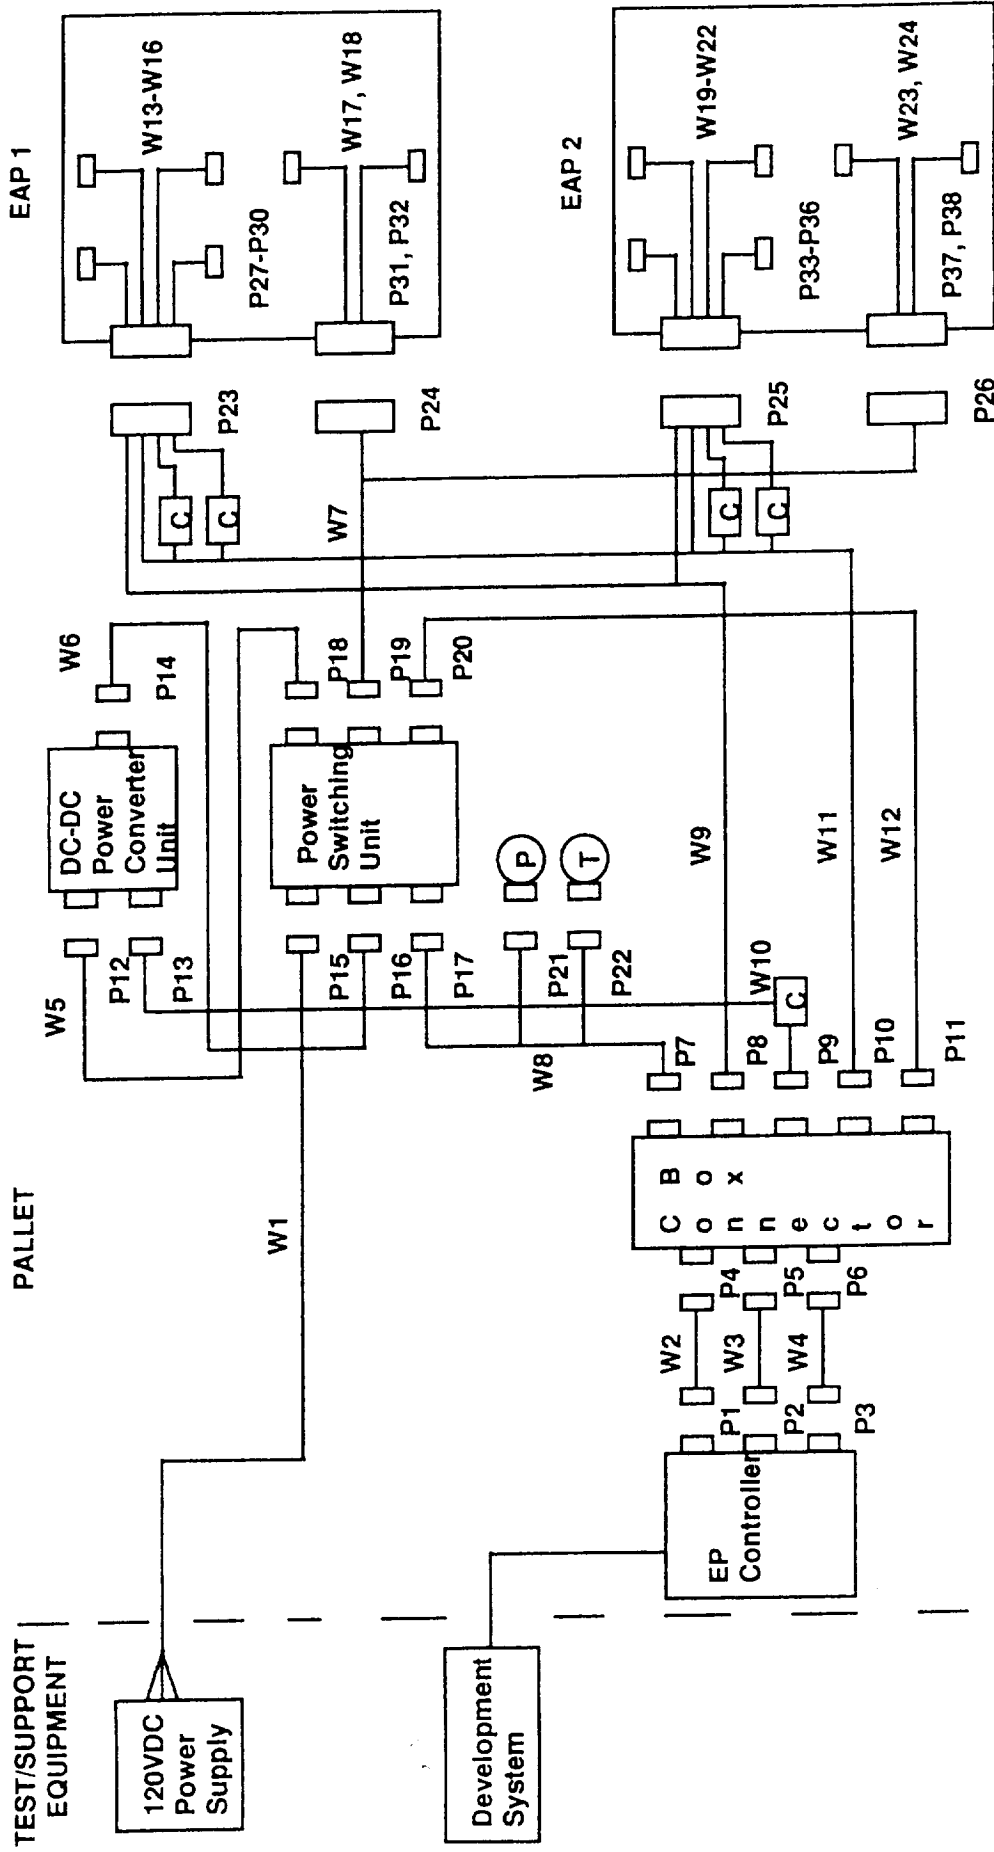 TEST/SUPPORT
EQUIPMENT
PALLET
EAP 1
EAP 2
120VDC
Power
Supply
Development
System
EP
Controller
Connector
Box
DC-DC
Power
Converter
Unit
Power
Switching
Unit
P
T
C
C
C
C
C
W1
W2
W3
W4
W5
W6
W7
W8
W9
W10
W11
W12
W13-W16
W17, W18
W19-W22
W23, W24
P1
P2
P3
P4
P5
P6
P7
P8
P9
P10
P11
P12
P13
P14
P15
P16
P17
P18
P19
P20
P21
P22
P23
P24
P25
P26
P27-P30
P31, P32
P33-P36
P37, P38